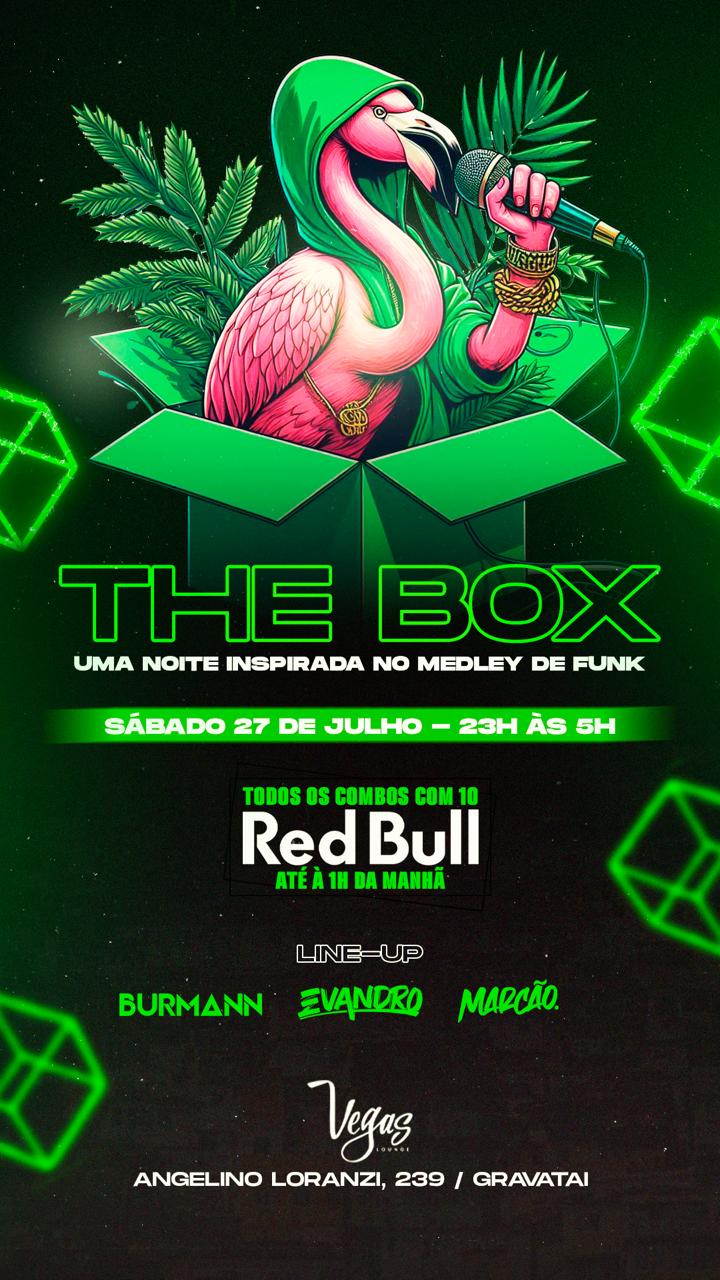 THE BOX
UMA NOITE INSPIRADA NO MEDLEY DE FUNK
SÁBADO 27 DE JULHO – 23H ÀS 5H
TODOS OS COMBOS COM 10
Red Bull
ATÉ À 1H DA MANHÃ
LINE-UP
BURMANN EVANDRO MARCÃO.
Vegas
LOUNGE
ANGELINO LORANZI, 239 / GRAVATAI